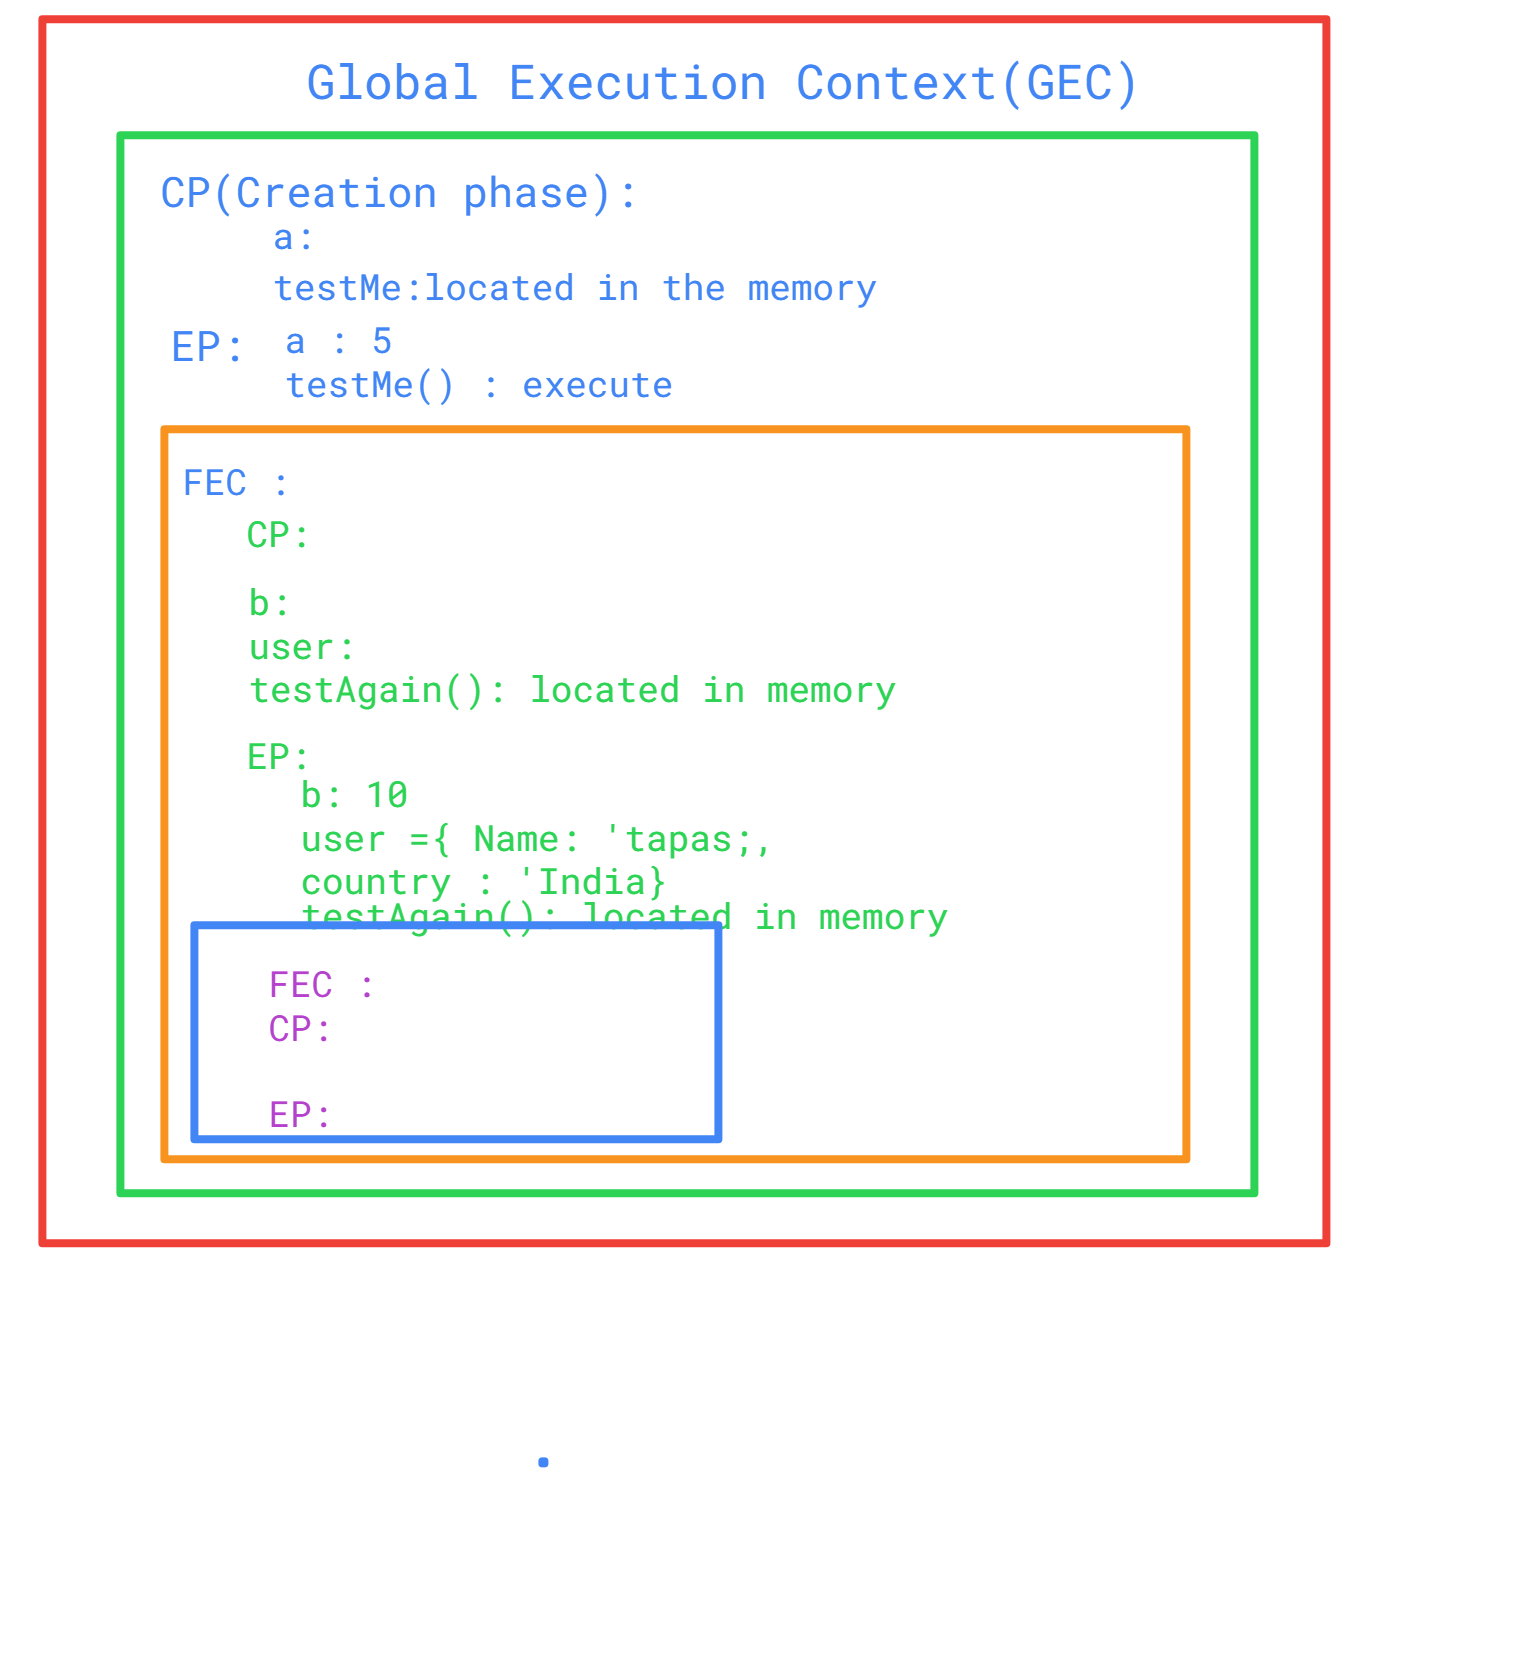 Global Execution Context(GEC)
CP(Creation phase):
a:
testMe:located in the memory
EP: a : 5
testMe() : execute
FEC :
CP:
b:
user:
testAgain(): located in memory
EP:
b: 10
user ={ Name: 'tapas;,
country : 'India}
testAgain(): located in memory
FEC :
CP:
EP: